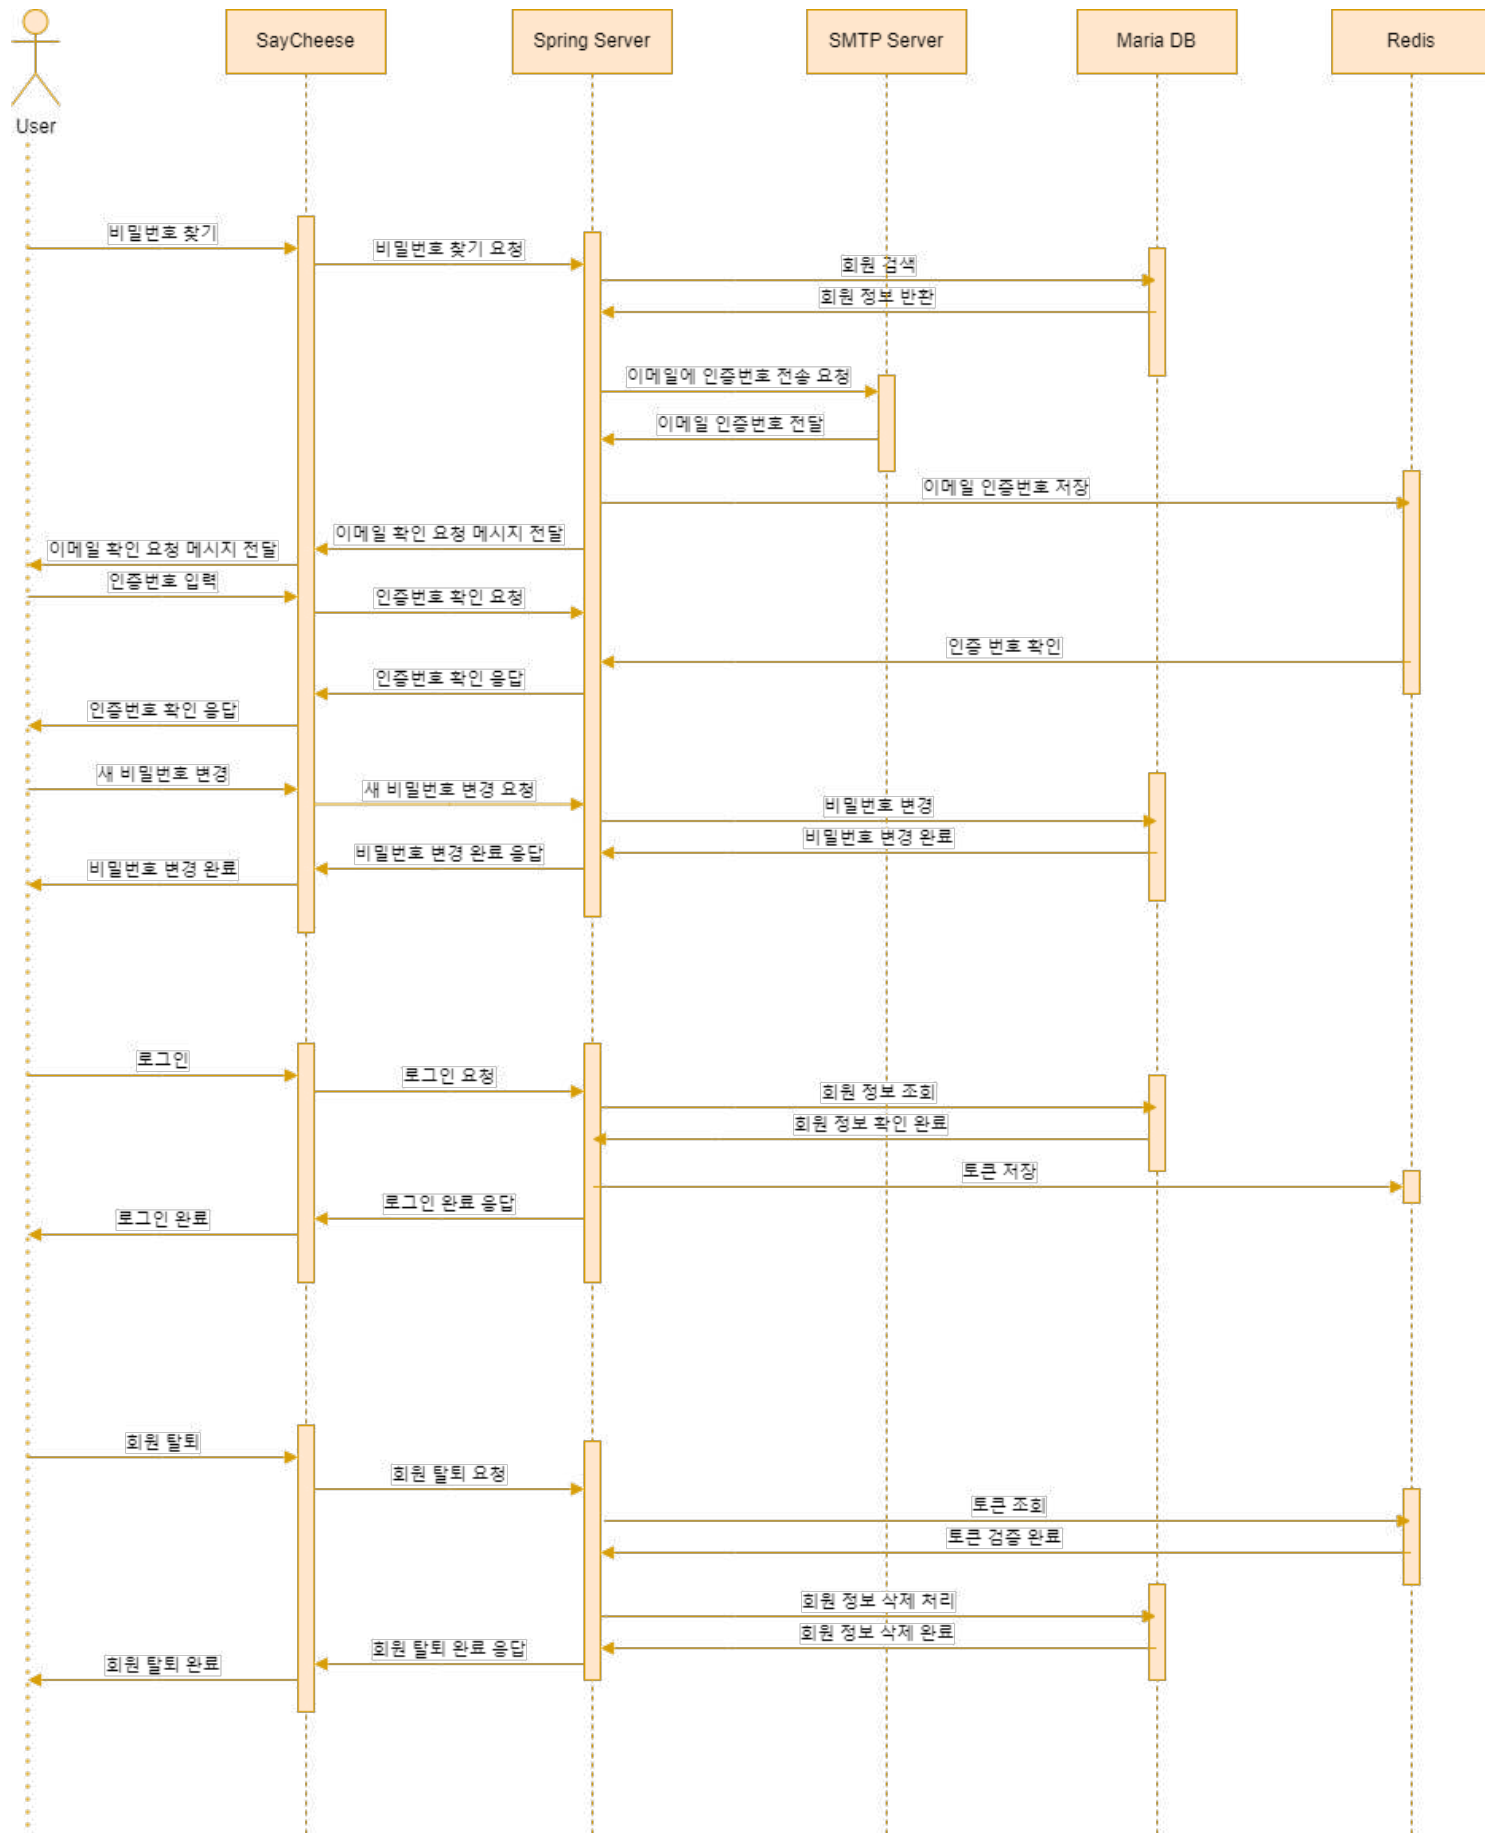 SayCheese
Spring Server
SMTP Server
Maria DB
Redis
User
비밀번호 찾기
비밀번호 찾기 요청
회원 검색
회원 정보 반환
이메일에 인증번호 전송 요청
이메일 인증번호 전달
이메일 인증번호 저장
이메일 확인 요청 메시지 전달
이메일 확인 요청 메시지 전달
인증번호 입력
인증번호 확인 요청
인증 번호 확인
인증번호 확인 응답
인증번호 확인 응답
새 비밀번호 변경
새 비밀번호 변경 요청
비밀번호 변경
비밀번호 변경 완료
비밀번호 변경 완료 응답
비밀번호 변경 완료
로그인
로그인 요청
회원 정보 조회
회원 정보 확인 완료
토큰 저장
로그인 완료 응답
로그인 완료
회원 탈퇴
회원 탈퇴 요청
토큰 조회
토큰 검증 완료
회원 정보 삭제 처리
회원 정보 삭제 완료
회원 탈퇴 완료 응답
회원 탈퇴 완료